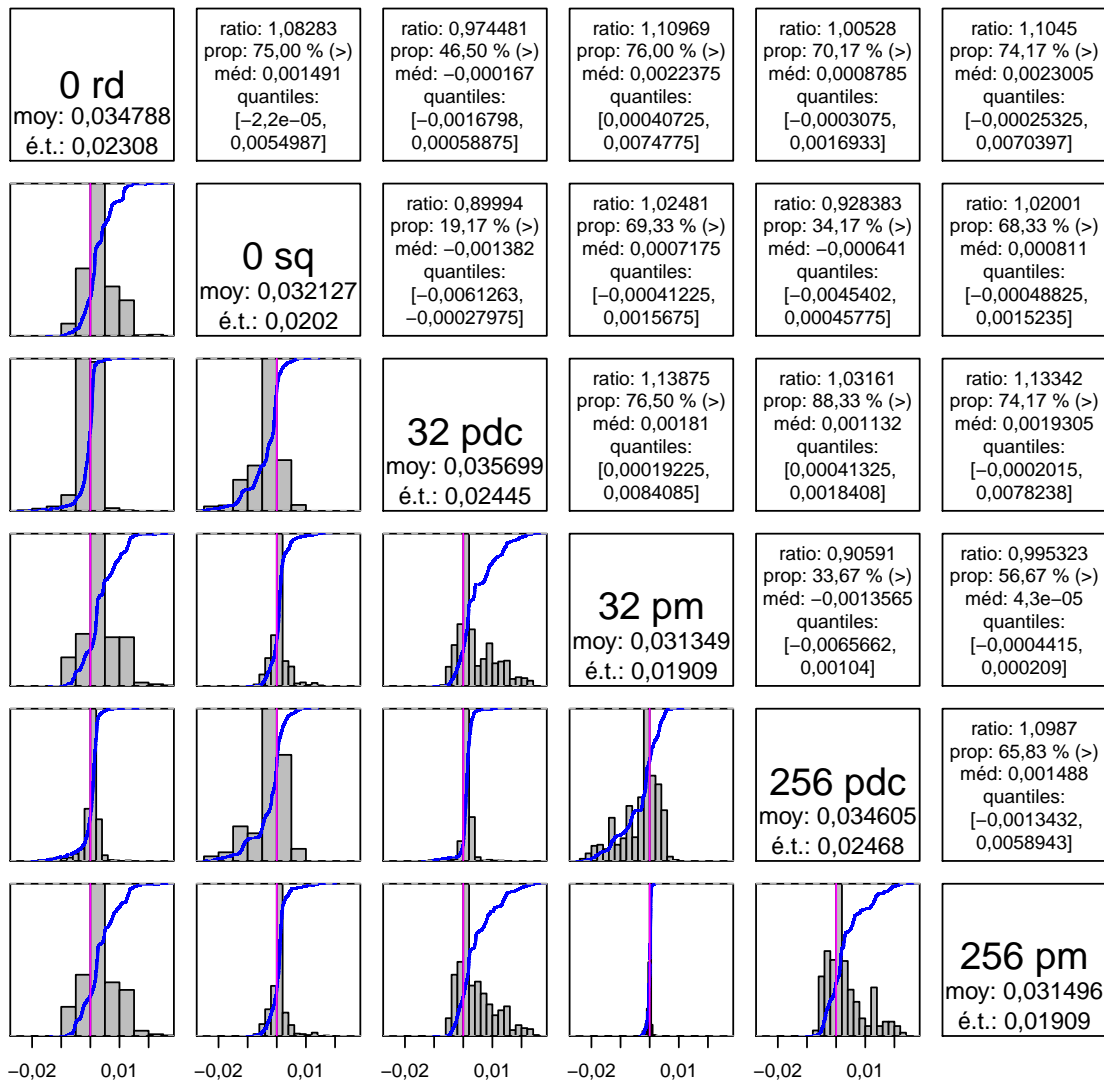 0 rd
moy: 0,034788
é.t.: 0,02308
ratio: 1,08283
prop: 75,00 % (>)
méd: 0,001491
quantiles:
[−2,2e−05,
0,0054987]
ratio: 0,974481
prop: 46,50 % (>)
méd: −0,000167
quantiles:
[−0,0016798,
0,00058875]
ratio: 1,10969
prop: 76,00 % (>)
méd: 0,0022375
quantiles:
[0,00040725,
0,0074775]
ratio: 1,00528
prop: 70,17 % (>)
méd: 0,0008785
quantiles:
[−0,0003075,
0,0016933]
ratio: 1,1045
prop: 74,17 % (>)
méd: 0,0023005
quantiles:
[−0,00025325,
0,0070397]
0 sq
moy: 0,032127
é.t.: 0,0202
ratio: 0,89994
prop: 19,17 % (>)
méd: −0,001382
quantiles:
[−0,0061263,
−0,00027975]
ratio: 1,02481
prop: 69,33 % (>)
méd: 0,0007175
quantiles:
[−0,00041225,
0,0015675]
ratio: 0,928383
prop: 34,17 % (>)
méd: −0,000641
quantiles:
[−0,0045402,
0,00045775]
ratio: 1,02001
prop: 68,33 % (>)
méd: 0,000811
quantiles:
[−0,00048825,
0,0015235]
32 pdc
moy: 0,035699
é.t.: 0,02445
ratio: 1,13875
prop: 76,50 % (>)
méd: 0,00181
quantiles:
[0,00019225,
0,0084085]
ratio: 1,03161
prop: 88,33 % (>)
méd: 0,001132
quantiles:
[0,00041325,
0,0018408]
ratio: 1,13342
prop: 74,17 % (>)
méd: 0,0019305
quantiles:
[−0,0002015,
0,0078238]
32 pm
moy: 0,031349
é.t.: 0,01909
ratio: 0,90591
prop: 33,67 % (>)
méd: −0,0013565
quantiles:
[−0,0065662,
0,00104]
ratio: 0,995323
prop: 56,67 % (>)
méd: 4,3e−05
quantiles:
[−0,0004415,
0,000209]
256 pdc
moy: 0,034605
é.t.: 0,02468
ratio: 1,0987
prop: 65,83 % (>)
méd: 0,001488
quantiles:
[−0,0013432,
0,0058943]
256 pm
moy: 0,031496
é.t.: 0,01909
−0,02 0,01 −0,02 0,01 −0,02 0,01 −0,02 0,01 −0,02 0,01